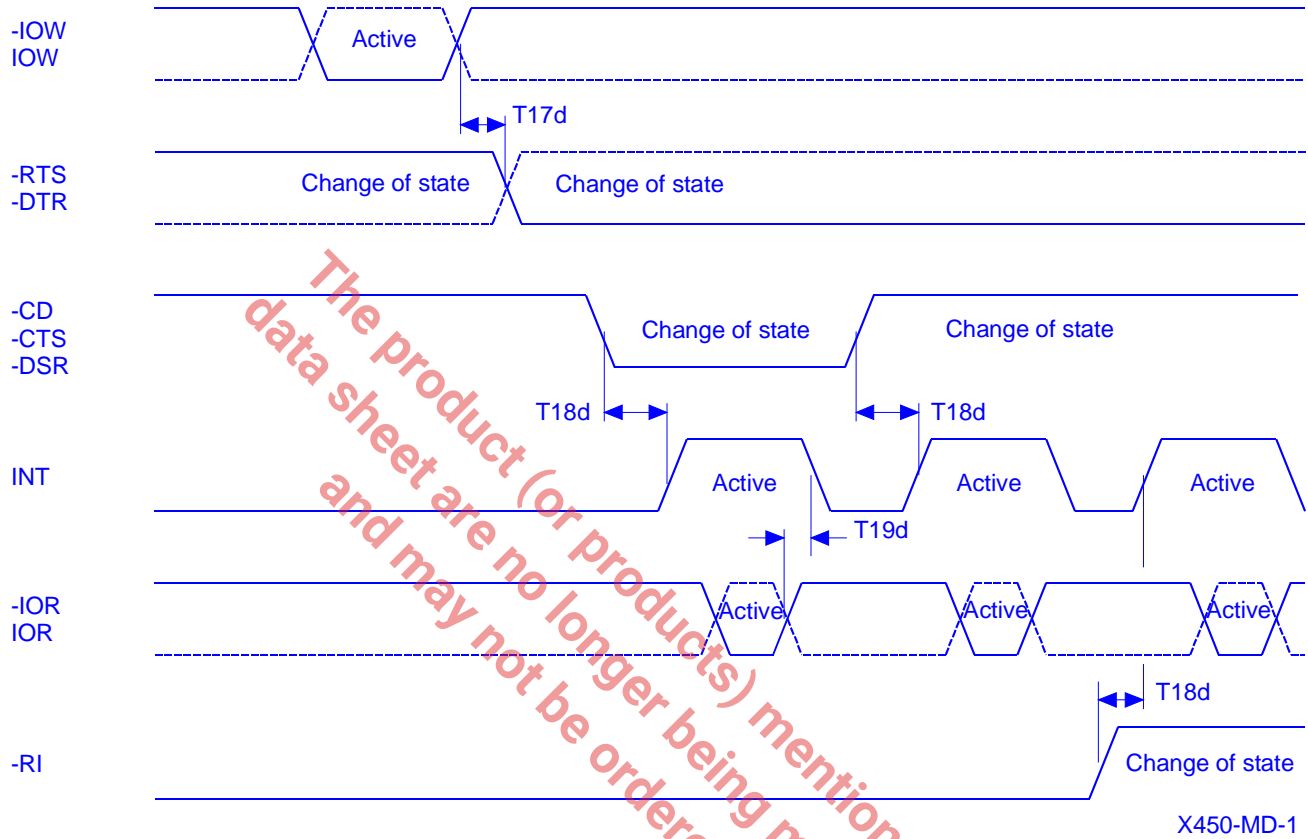 -IOW
IOW
Active
T17d
-RTS
-DTR
Change of state
Change of state
-CD
-CTS
-DSR
Change of state
Change of state
T18d
T18d
INT
Active
Active
Active
T19d
-IOR
IOR
Active
Active
Active
T18d
-RI
Change of state
X450-MD-1
The product (or products) mention
data sheet are no longer being m
and may not be ordere